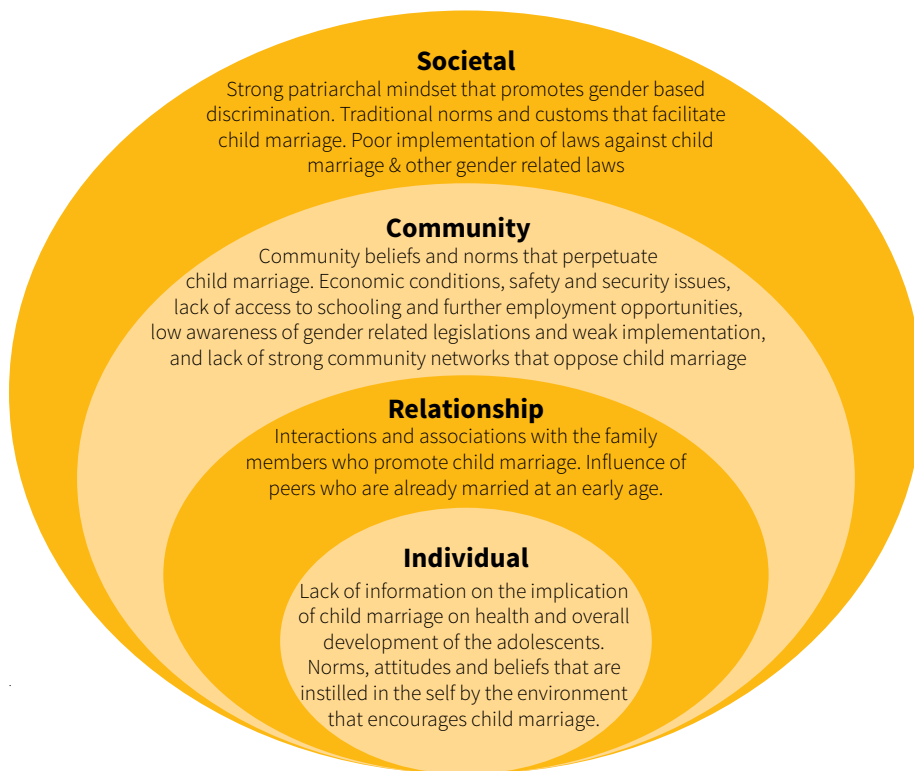 Societal
Strong patriarchal mindset that promotes gender based
discrimination. Traditional norms and customs that facilitate
child marriage. Poor implementation of laws against child
marriage & other gender related laws
Community
Community beliefs and norms that perpetuate
child marriage. Economic conditions, safety and security issues,
lack of access to schooling and further employment opportunities,
low awareness of gender related legislations and weak implementation,
and lack of strong community networks that oppose child marriage
Relationship
Interactions and associations with the family
members who promote child marriage. Influence of
peers who are already married at an early age.
Individual
Lack of information on the implication
of child marriage on health and overall
development of the adolescents.
Norms, attitudes and beliefs that are
instilled in the self by the environment
that encourages child marriage.